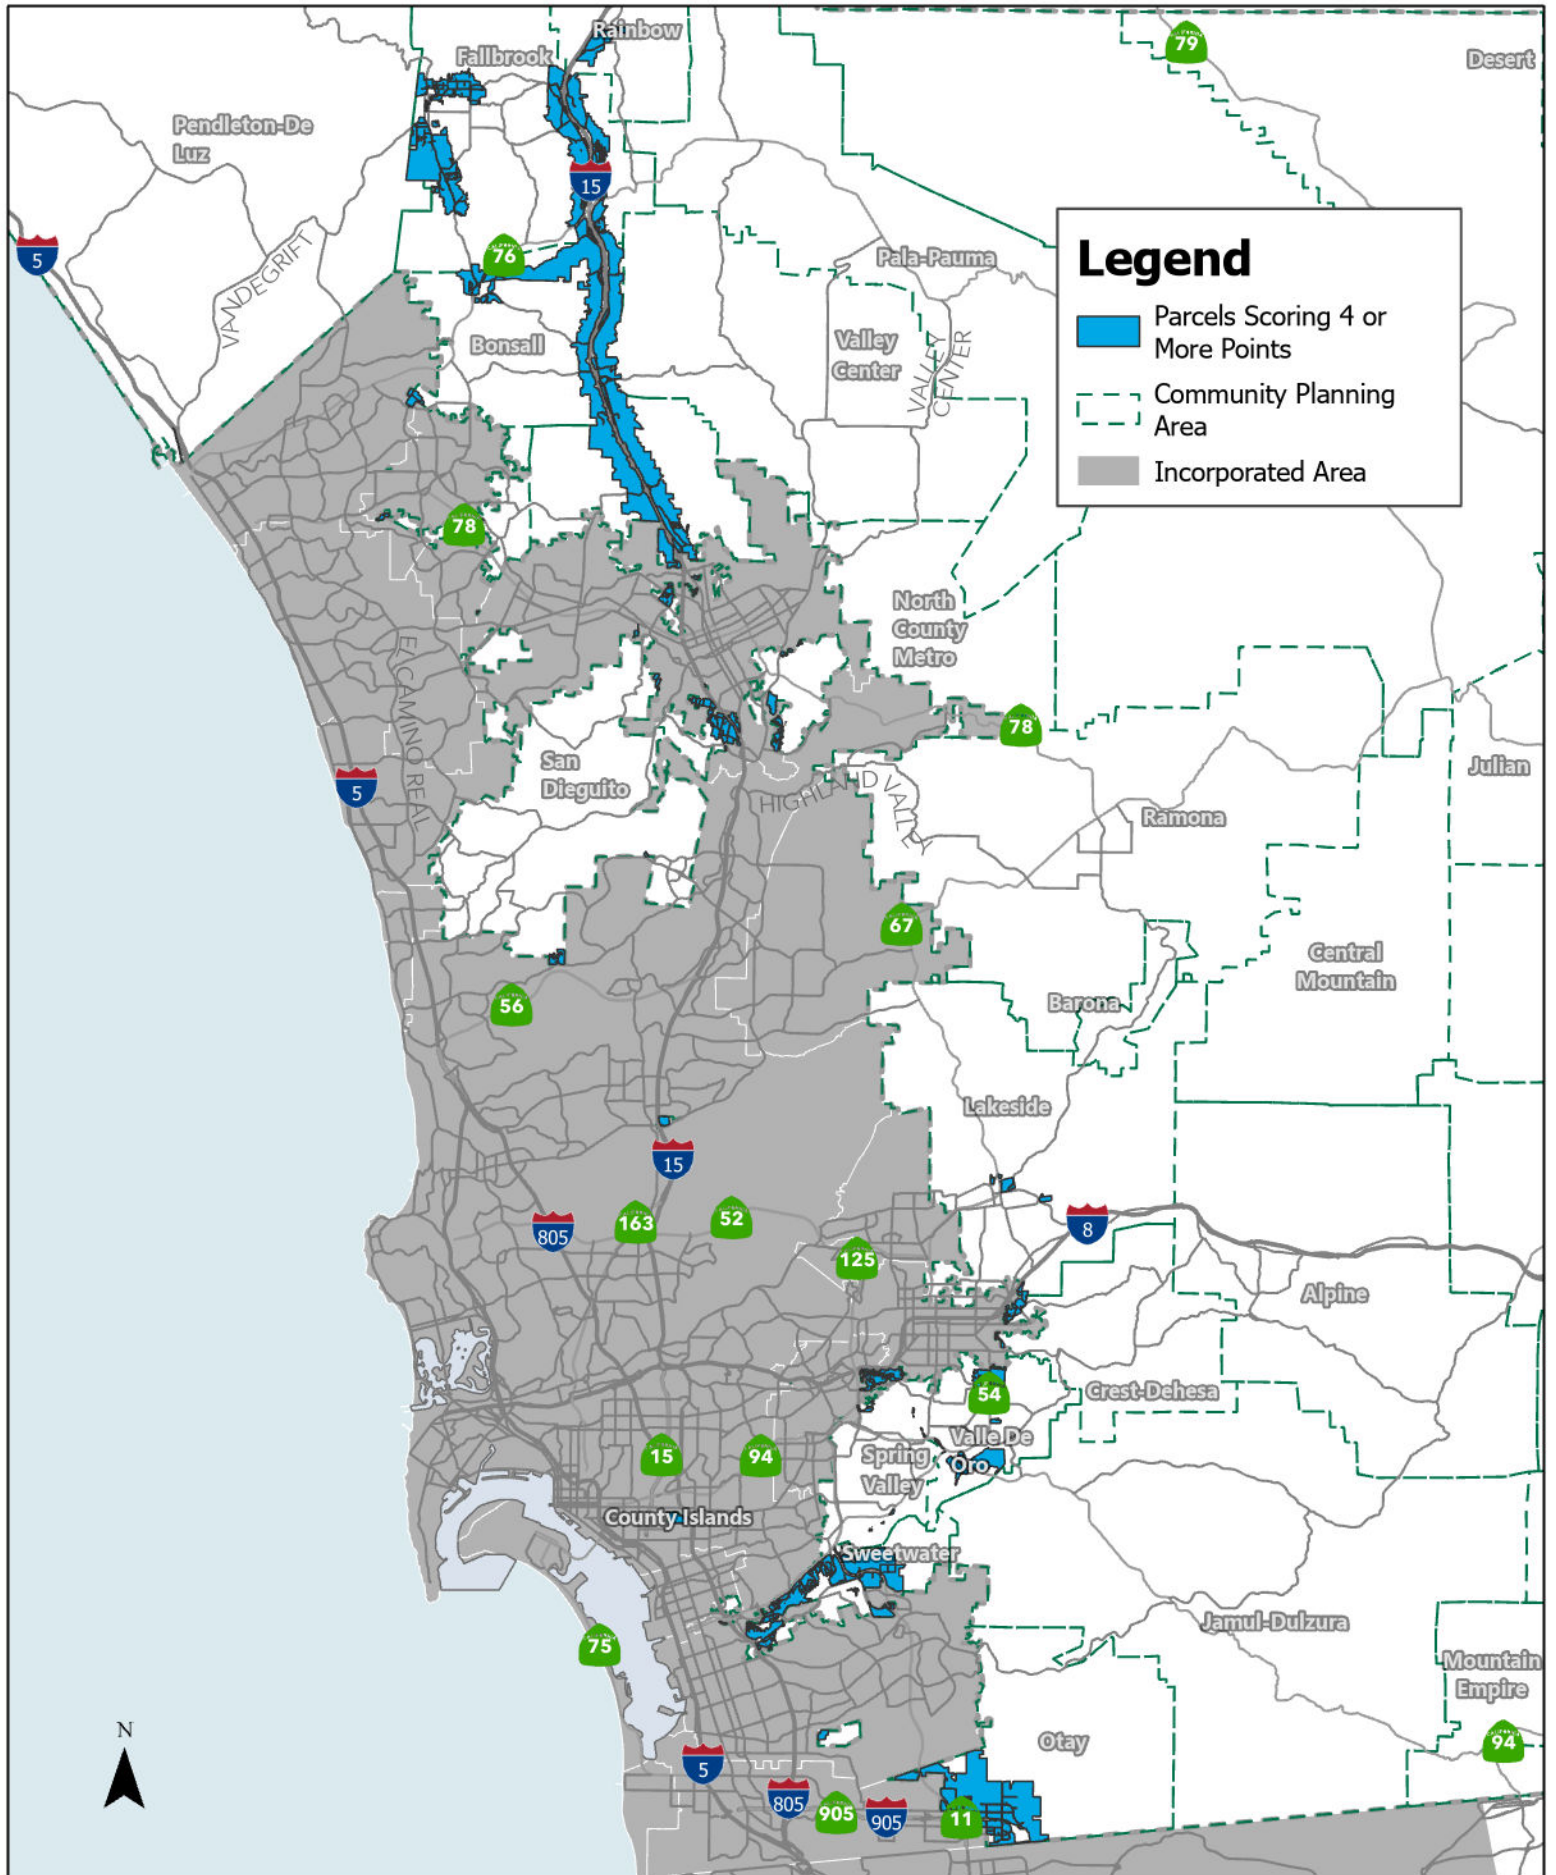 Rainbow
79
Fallbrook
Desert
Pendleton-De
Luz
15
5
76
VANDEGRIFT
Pala-Pauma
Legend
Parcels Scoring 4 or
More Points
Community Planning
Area
Incorporated Area
Bonsall
Valley
Center
VALLEY
CENTER
78
North
County
Metro
EL CAMINO REAL
78
San
Dieguito
Julian
5
HIGHLAND VALLEY
Ramona
67
Central
Mountain
56
Barona
Lakeside
15
163
52
805
8
125
Alpine
54
Crest-Dehesa
15
94
Spring
Valley
Valle De
Oro
County Islands
Sweetwater
75
Jamul-Dulzura
Mountain
Empire
N
Otay
94
5
805
905
905
11